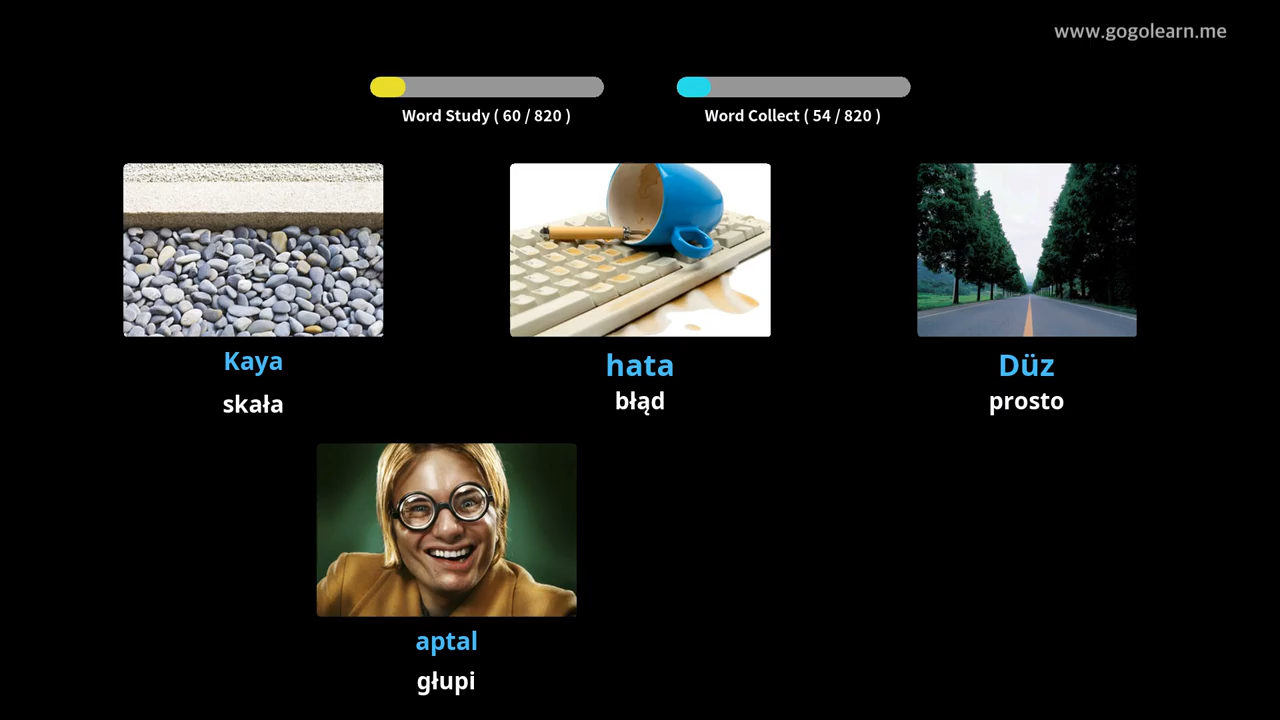 www.gogolearn.me
Word Study ( 60 / 820 )
Word Collect ( 54 / 820 )
Kaya
skała
hata
błąd
Düz
prosto
aptal
głupi